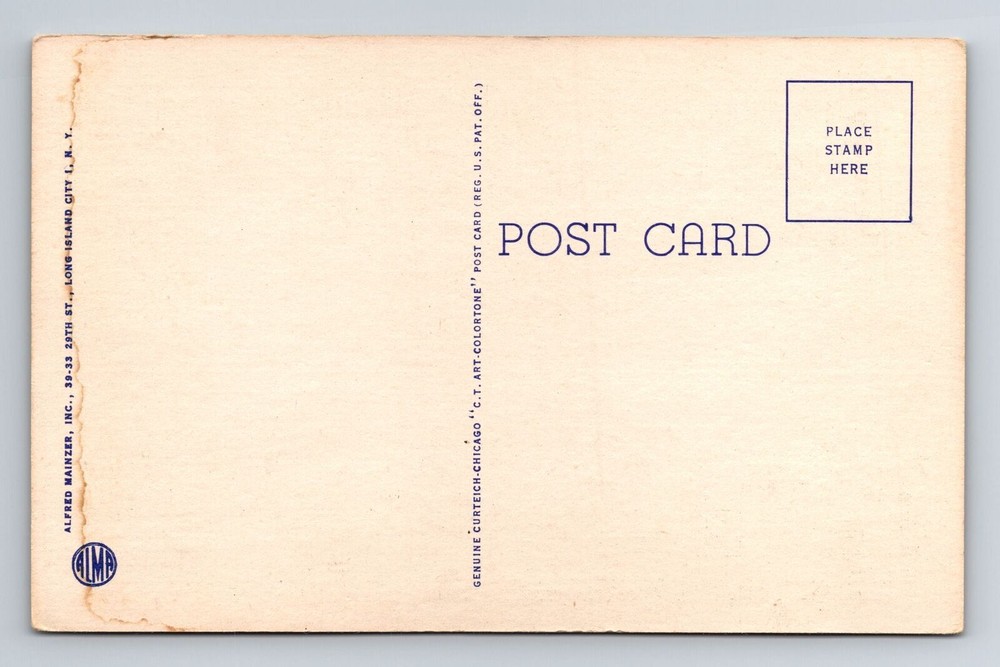 ALFRED MAINZER, INC., 39-33 29TH ST., LONG ISLAND CITY 1, N. Y.
ALMA
GENUINE CURTEICH-CHICAGO "C.T. ART-COLORTONE" POST CARD (REG. U.S. PAT. OFF.)
POST CARD
PLACE
STAMP
HERE